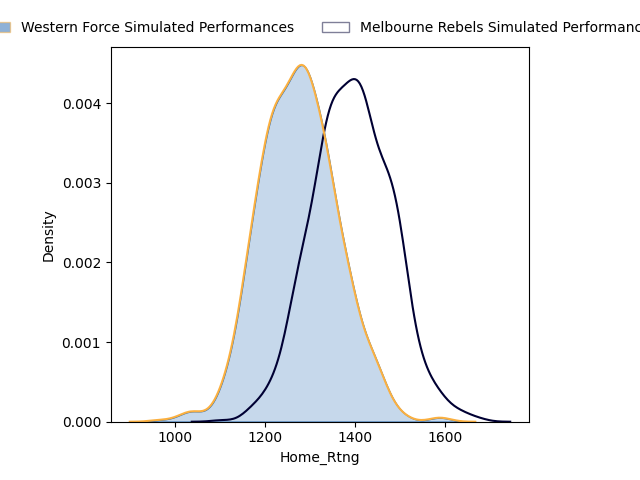 Western Force Simulated Performances Melbourne Rebels Simulated Performanc
0.004
0.003
0.002
0.001
0.000
Density
1000 1200 1400 1600
Home_Rtng